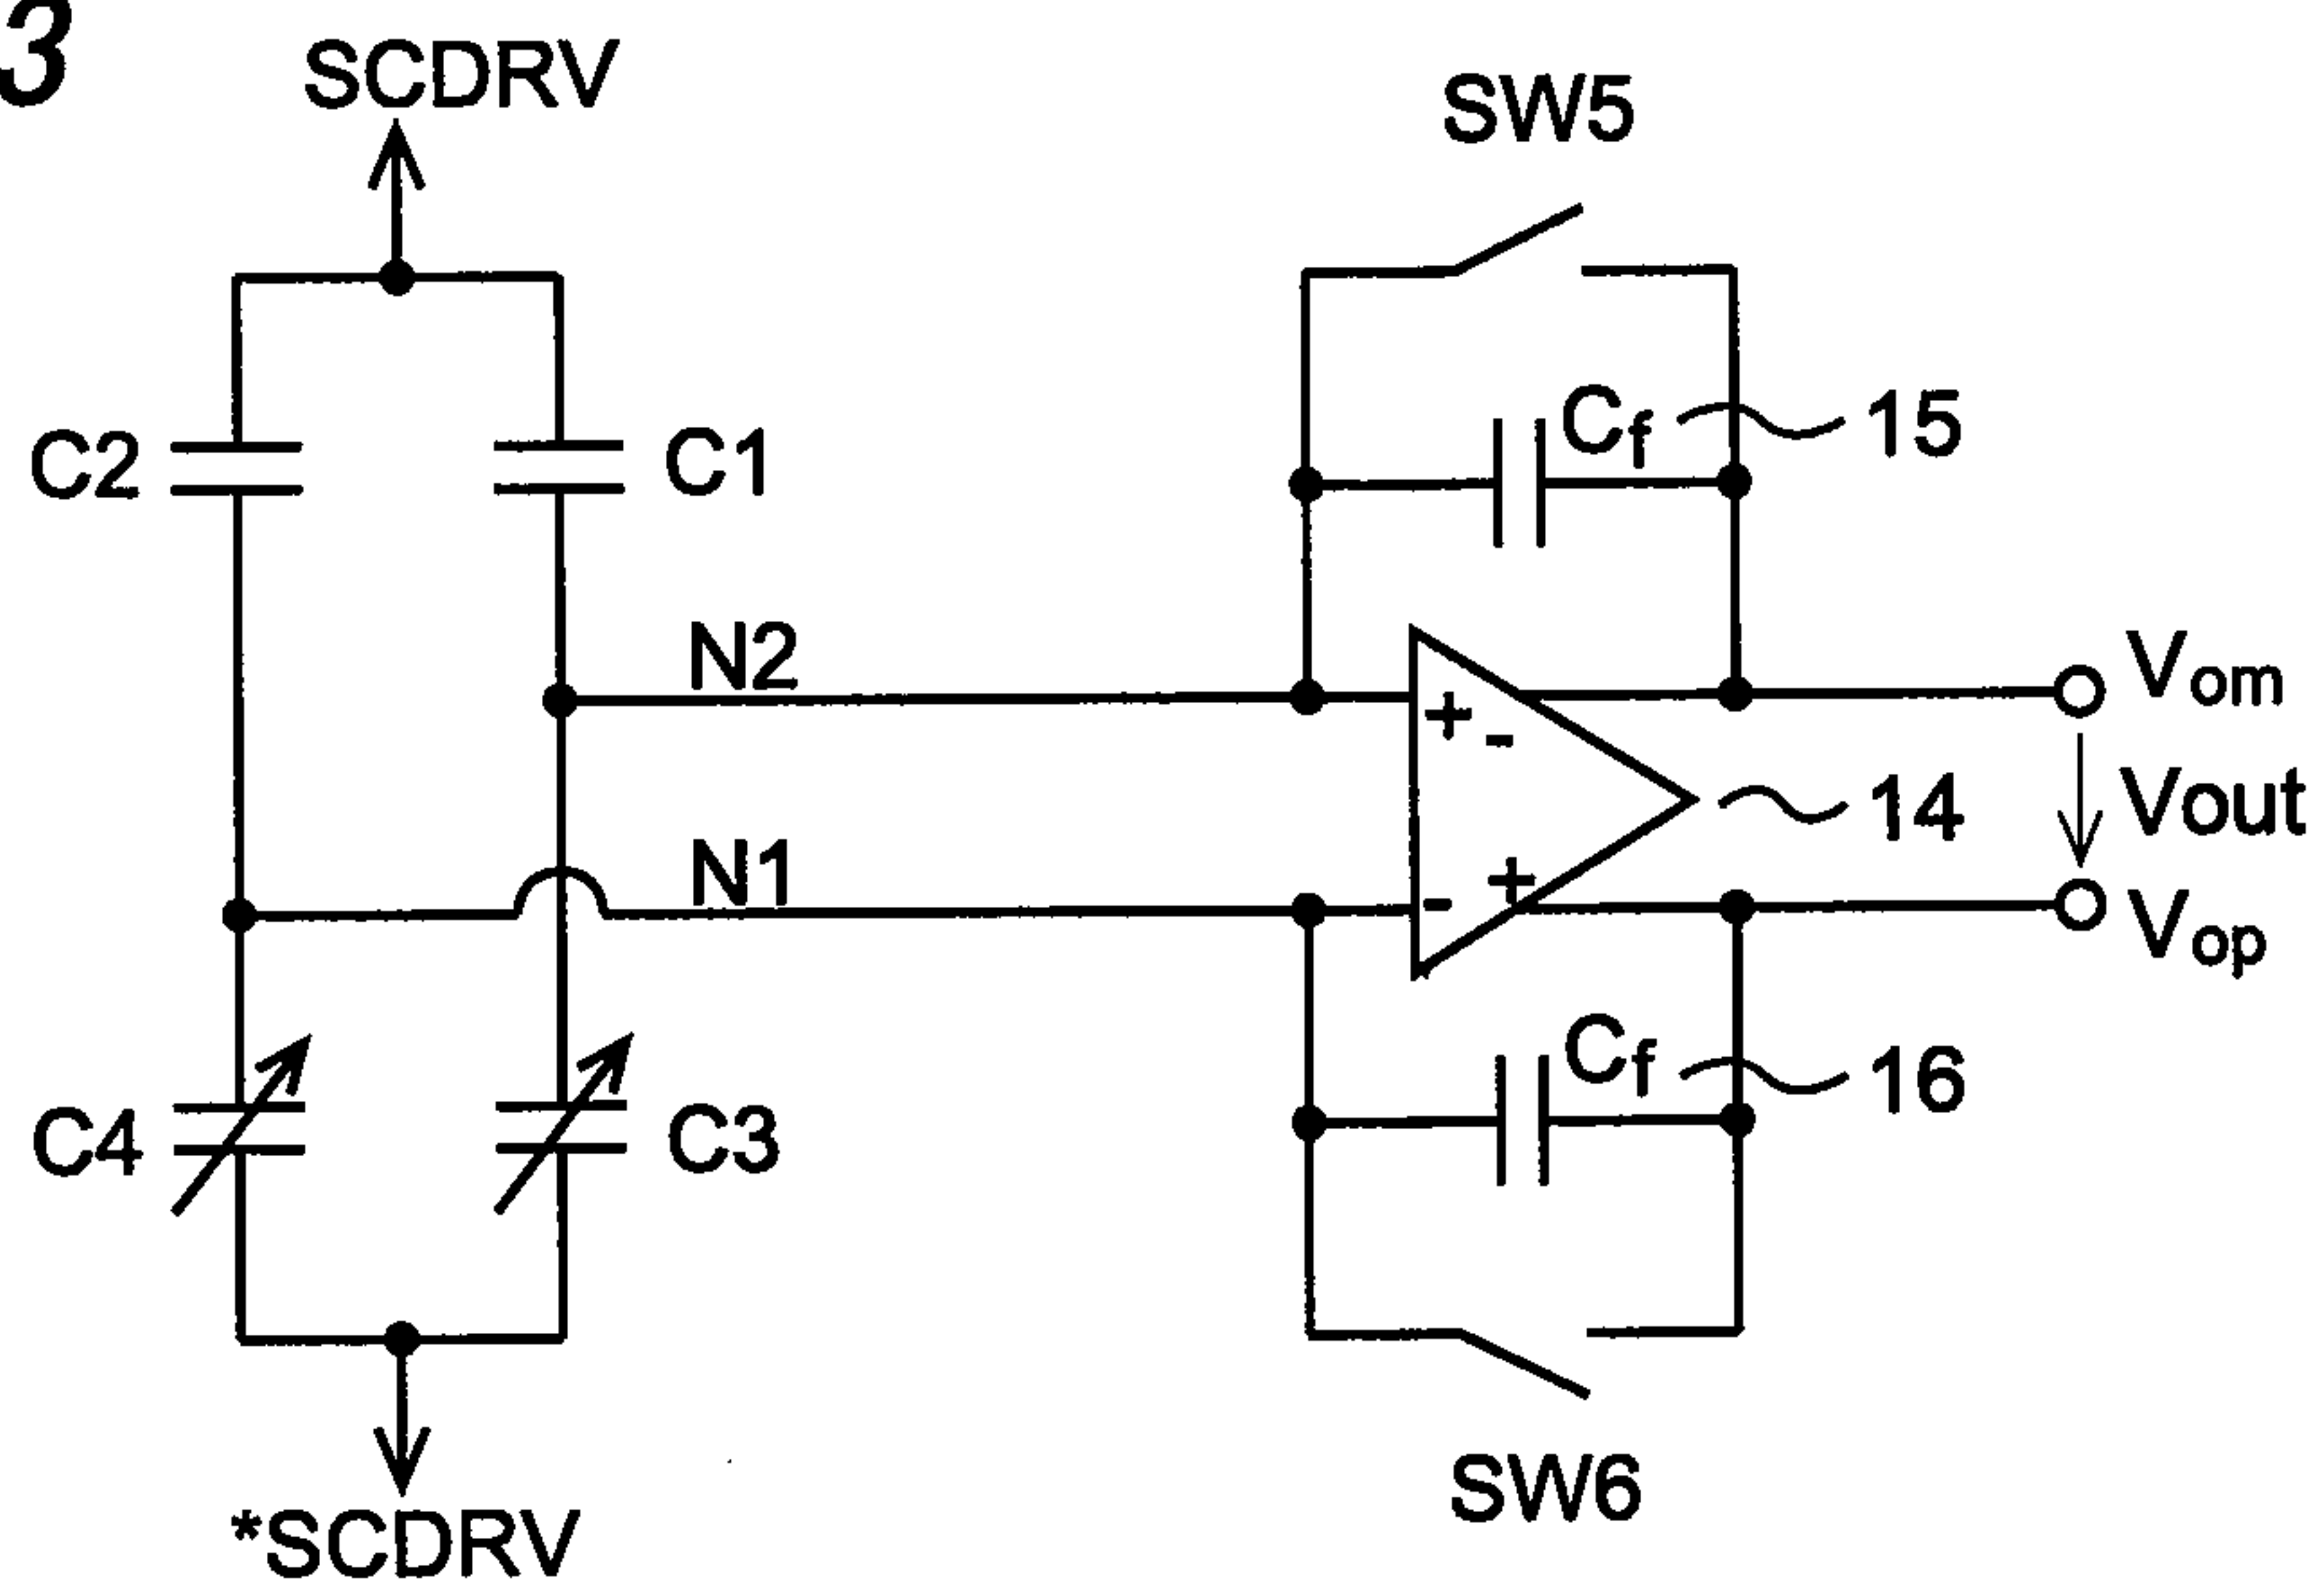 3
SCDRV
SW5
C2
C1
Cf
15
N2
Vom
+
-
14
Vout
N1
-
+
Vop
Cf
16
C4
C3
SW6
*SCDRV